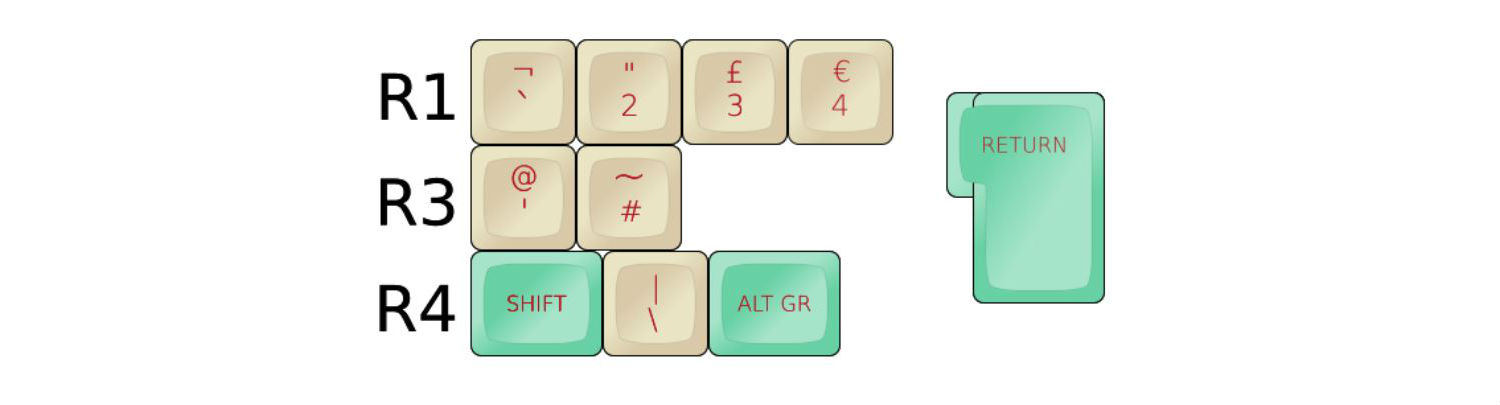 R1 ¬ " £ €
` 2 3 4
RETURN
R3 @ ~
' #
R4 SHIFT | ALT GR
\